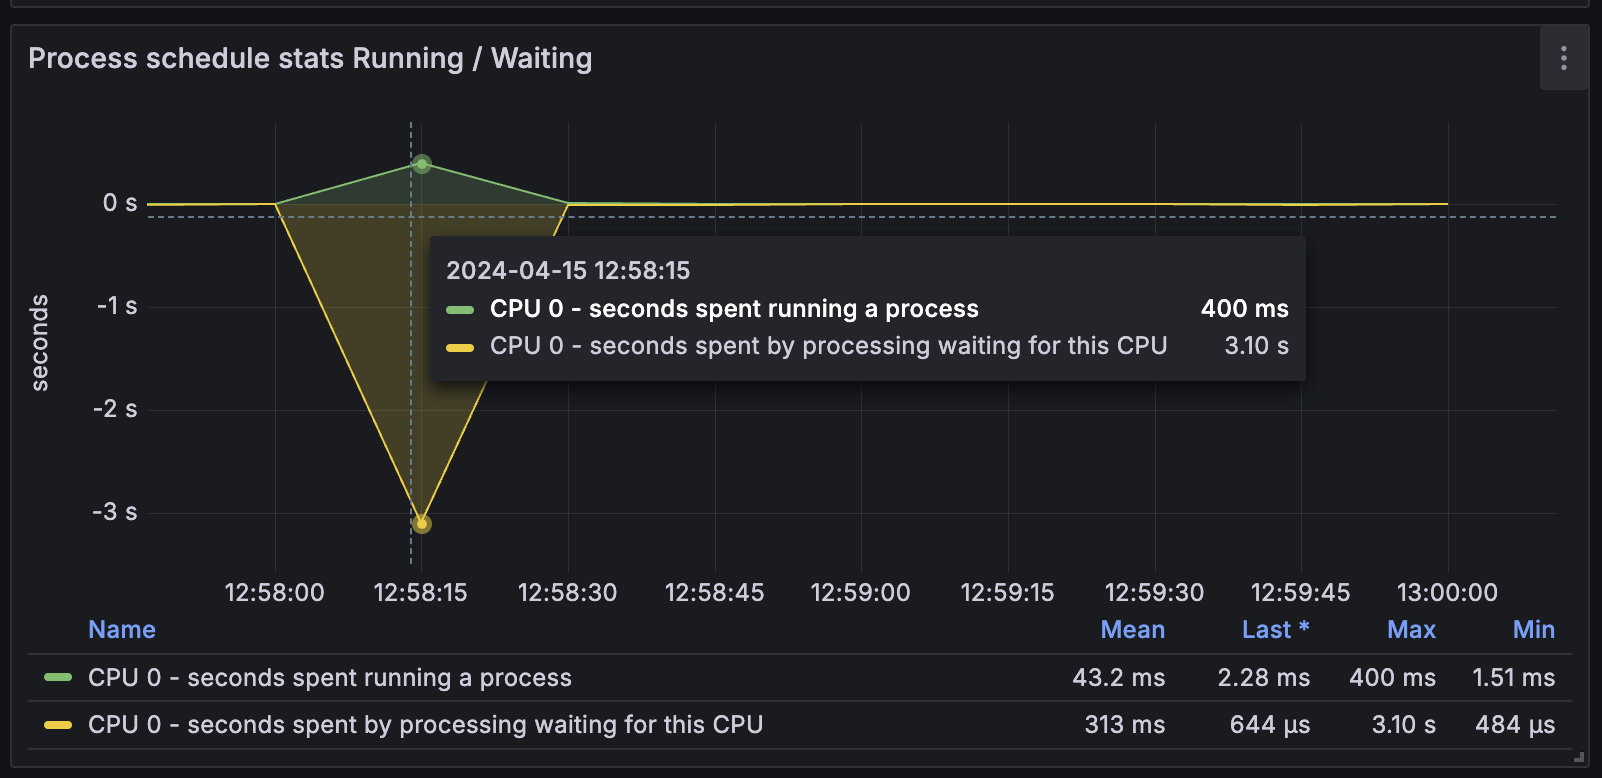 Process schedule stats Running / Waiting
0 s
-1 s
-2 s
-3 s
seconds
2024-04-15 12:58:15
CPU 0 - seconds spent running a process 400 ms
CPU 0 - seconds spent by processing waiting for this CPU 3.10 s
12:58:00 12:58:15 12:58:30 12:58:45 12:59:00 12:59:15 12:59:30 12:59:45 13:00:00
Name Mean Last * Max Min
CPU 0 - seconds spent running a process 43.2 ms 2.28 ms 400 ms 1.51 ms
CPU 0 - seconds spent by processing waiting for this CPU 313 ms 644 µs 3.10 s 484 µs